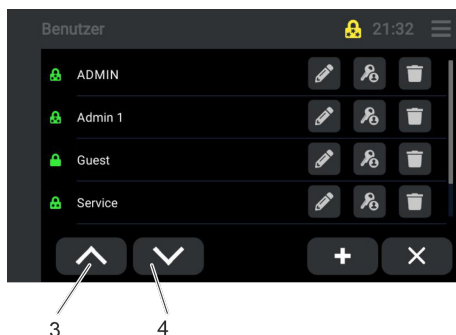 Benutzer 21:32
ADMIN
Admin 1
Guest
Service
3 4